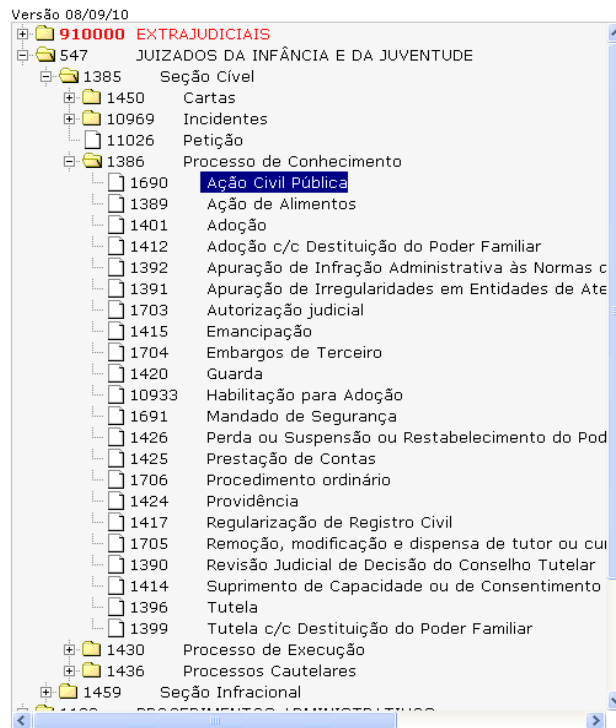 Versão 08/09/10
910000 EXTRAJUDICIAIS
547 JUIZADOS DA INFÂNCIA E DA JUVENTUDE
1385 Seção Cível
1450 Cartas
10969 Incidentes
11026 Petição
1386 Processo de Conhecimento
1690 Ação Civil Pública
1389 Ação de Alimentos
1401 Adoção
1412 Adoção c/c Destituição do Poder Familiar
1392 Apuração de Infração Administrativa às Normas
1391 Apuração de Irregularidades em Entidades de
1703 Autorização judicial
1415 Emancipação
1704 Embargos de Terceiro
1420 Guarda
10933 Habilitação para Adoção
1691 Mandado de Segurança
1426 Perda ou Suspensão ou Restabelecimento do
1425 Prestação de Contas
1706 Procedimento ordinário
1424 Providência
1417 Regularização de Registro Civil
1705 Remoção, modificação e dispensa de tutor ou
1390 Revisão Judicial de Decisão do Conselho Tutelar
1414 Suprimento de Capacidade ou de Consentimento
1396 Tutela
1399 Tutela c/c Destituição do Poder Familiar
1430 Processo de Execução
1436 Processos Cautelares
1459 Seção Infracional